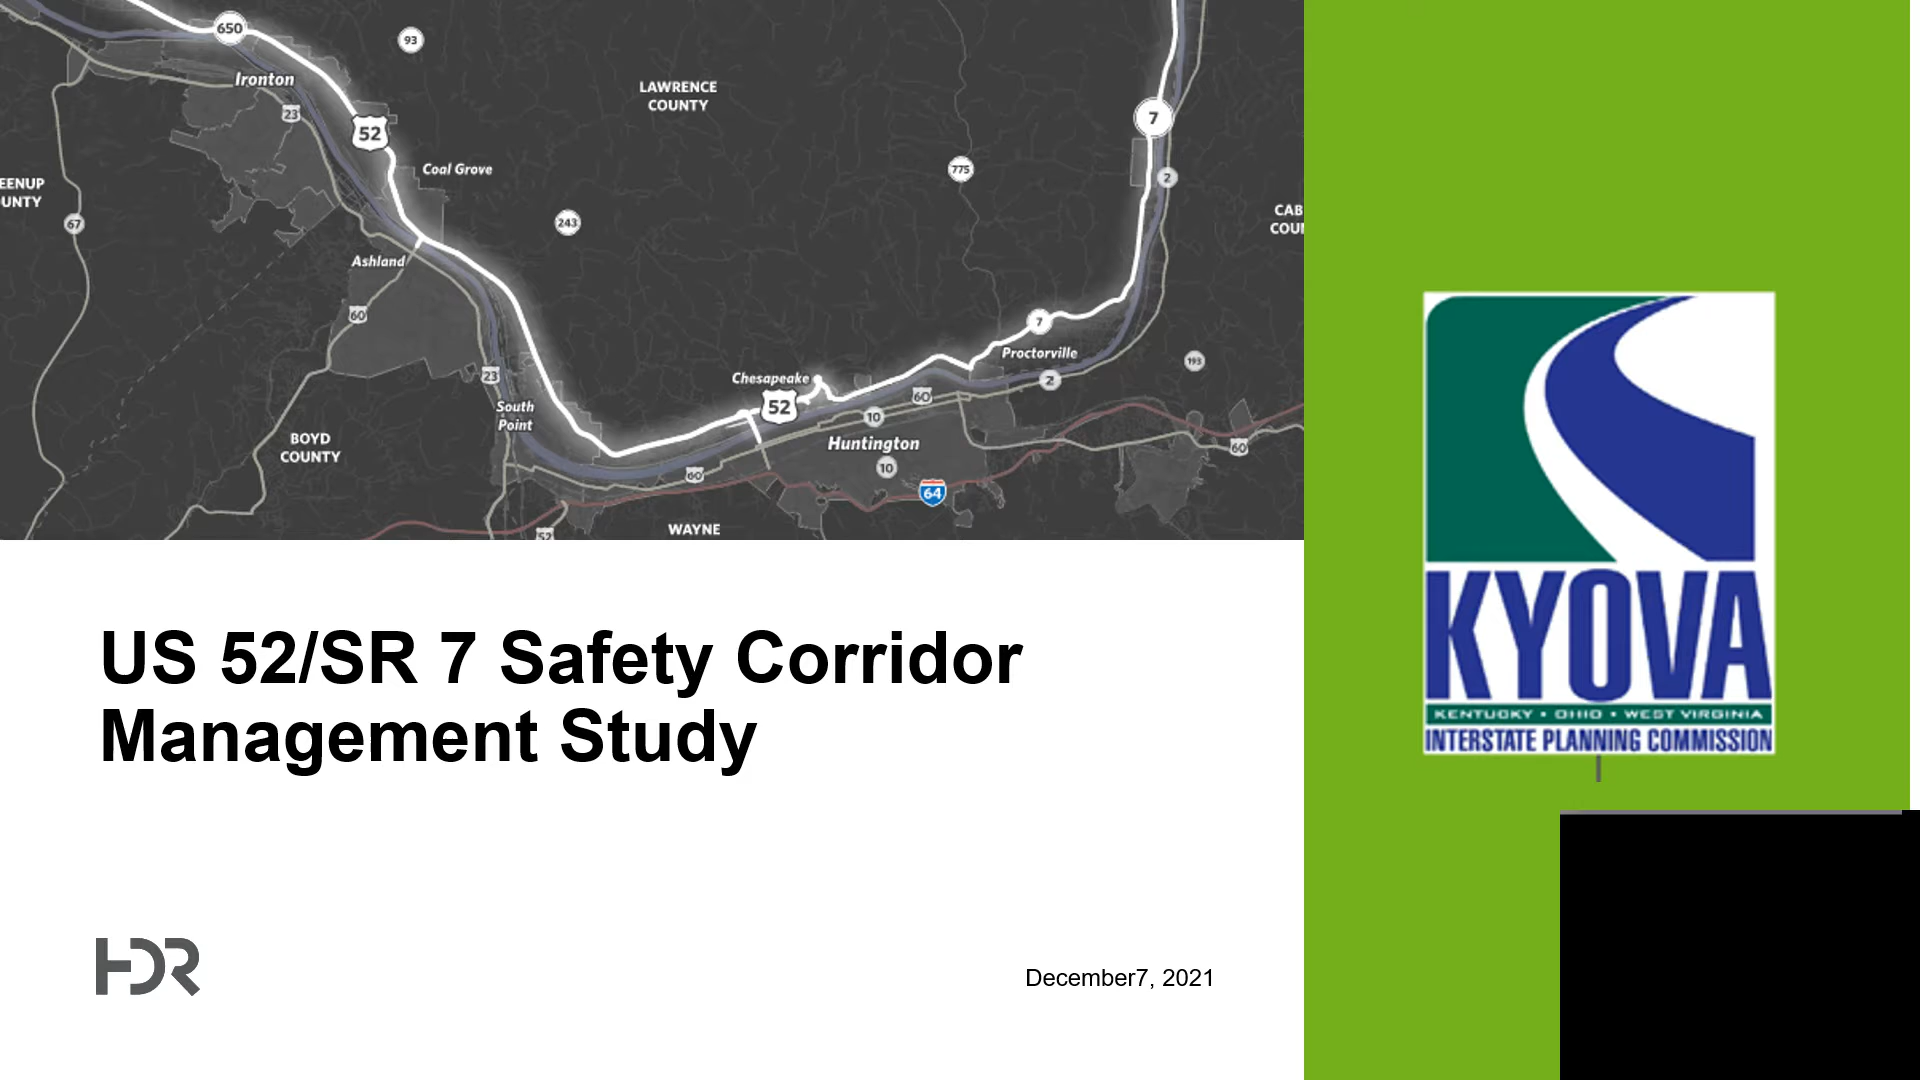 650
93
Ironton
23
52
LAWRENCE
COUNTY
7
Coal Grove
775
2
EENUP
UNTY
67
243
CAB
COU
Ashland
60
7
Proctorville
193
23
Chesapeake
52
2
60
10
South
Point
BOYD
COUNTY
Huntington
60
10
60
64
WAYNE
52
KYOVA
KENTUCKY • OHIO • WEST VIRGINIA
INTERSTATE PLANNING COMMISSION
US 52/SR 7 Safety Corridor
Management Study
HDR
December7, 2021